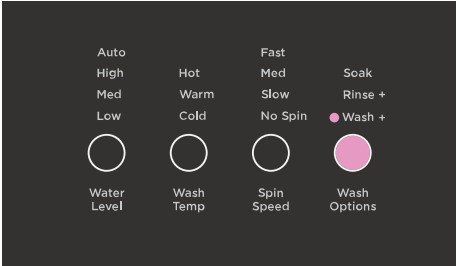 Auto
High
Med
Low
Water
Level
Hot
Warm
Cold
Wash
Temp
Fast
Med
Slow
No Spin
Spin
Speed
Soak
Rinse +
Wash +
Wash
Options